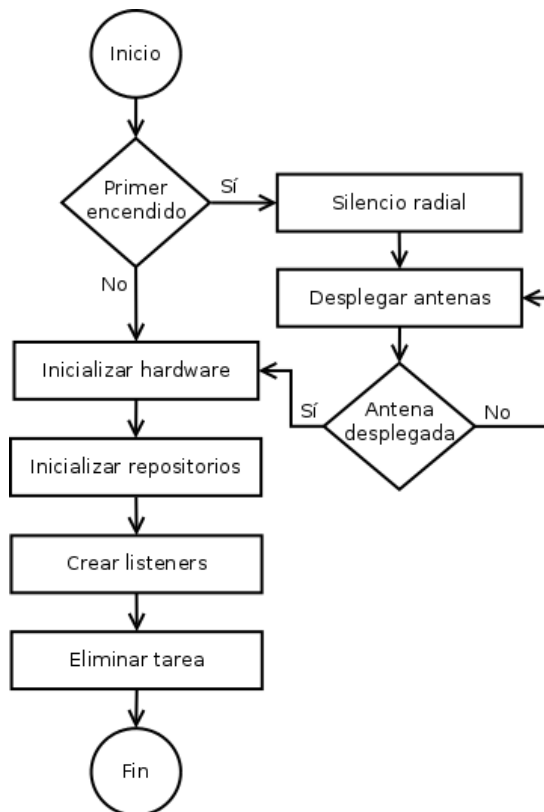 Inicio
Primer
encendido
Sí
Silencio radial
No
Desplegar antenas
Inicializar hardware
Sí
Antena
desplegada
No
Inicializar repositorios
Crear listeners
Eliminar tarea
Fin